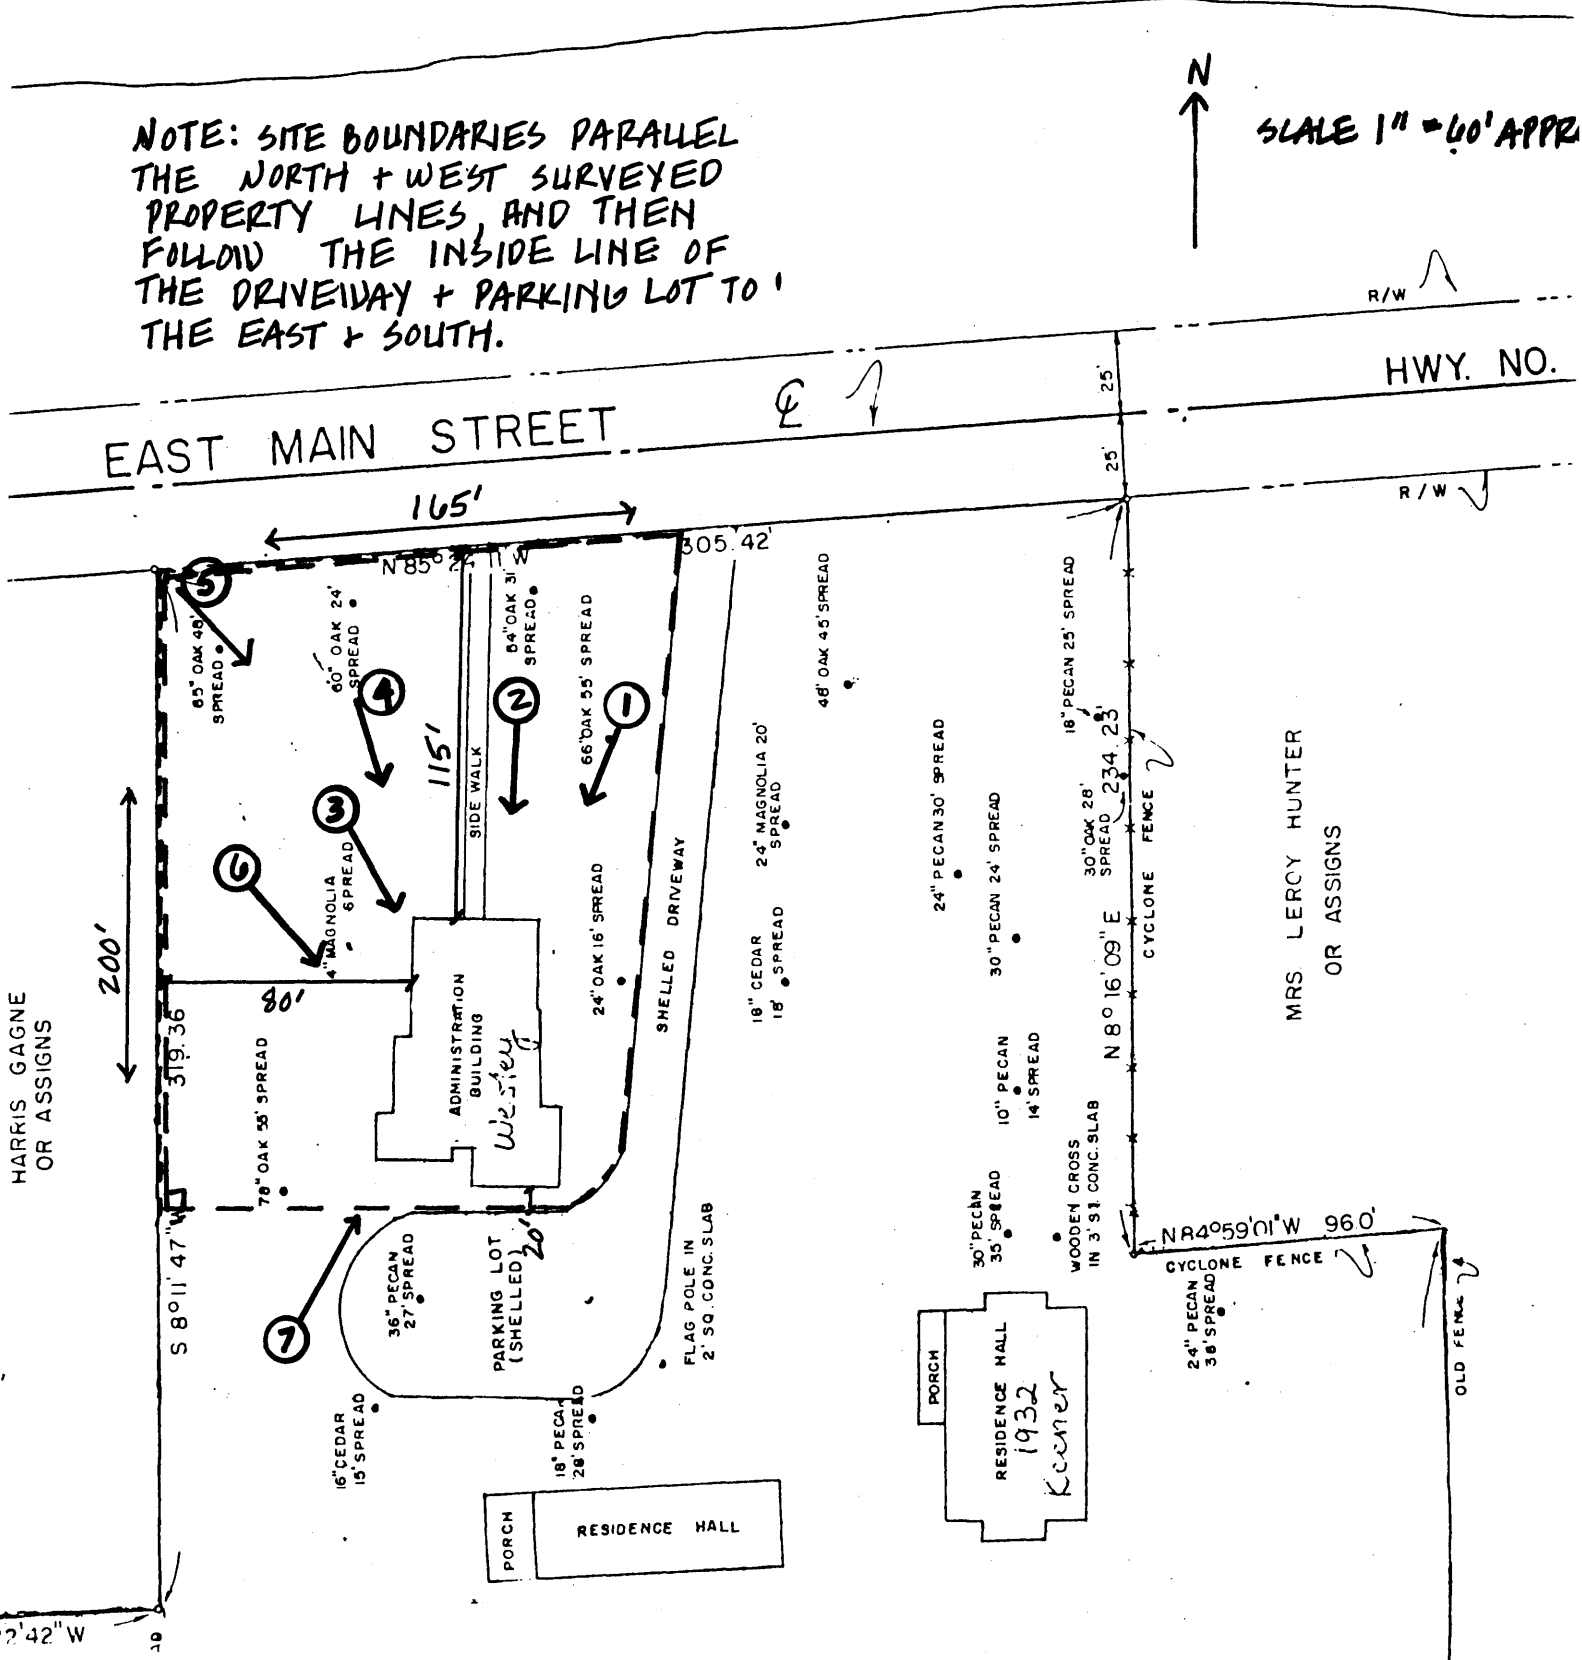 N
SCALE 1" = 60' APPR
NOTE: SITE BOUNDARIES PARALLEL
THE NORTH + WEST SURVEYED
PROPERTY LINES, AND THEN
FOLLOW THE INSIDE LINE OF
THE DRIVEWAY + PARKING LOT TO
THE EAST & SOUTH.
R/W
HWY. NO.
25'
25'
R/W
EAST MAIN STREET
165'
N 85° W
305.42'
5
65" OAK 48'
SPREAD
60" OAK 24'
SPREAD
64" OAK 31'
SPREAD
66" OAK 55' SPREAD
48' OAK 45' SPREAD
18" PECAN 25' SPREAD
4
2
1
115'
SIDE WALK
3
6
4" MAGNOLIA
6 PREAD
24" MAGNOLIA 20'
SPREAD
24" PECAN 30' SPREAD
30" PECAN 24' SPREAD
30" OAK 28'
SPREAD
234.23'
N 8° 16' 09" E
CYCLONE FENCE
MRS LEROY HUNTER
OR ASSIGNS
200'
80'
319.36
HARRIS GAGNE
OR ASSIGNS
78" OAK 55' SPREAD
ADMINISTRATION
BUILDING
Wesley
24" OAK 16' SPREAD
SHELLED DRIVEWAY
18" CEDAR
18' SPREAD
10" PECAN
14' SPREAD
30" PECAN
35' SPREAD
WOODEN CROSS
IN 3' S1. CONC. SLAB
S 8° 11' 47" W
7
36" PECAN
27' SPREAD
PARKING LOT
(SHELLED)
20'
FLAG POLE IN
2' SQ. CONC. SLAB
N 84° 59' 01" W 96.0'
CYCLONE FENCE
24" PECAN
38' SPREAD
OLD FENCE
16" CEDAR
15' SPREAD
18" PECAN
28' SPREAD
PORCH
RESIDENCE HALL
1932
PORCH
RESIDENCE HALL
2'42" W